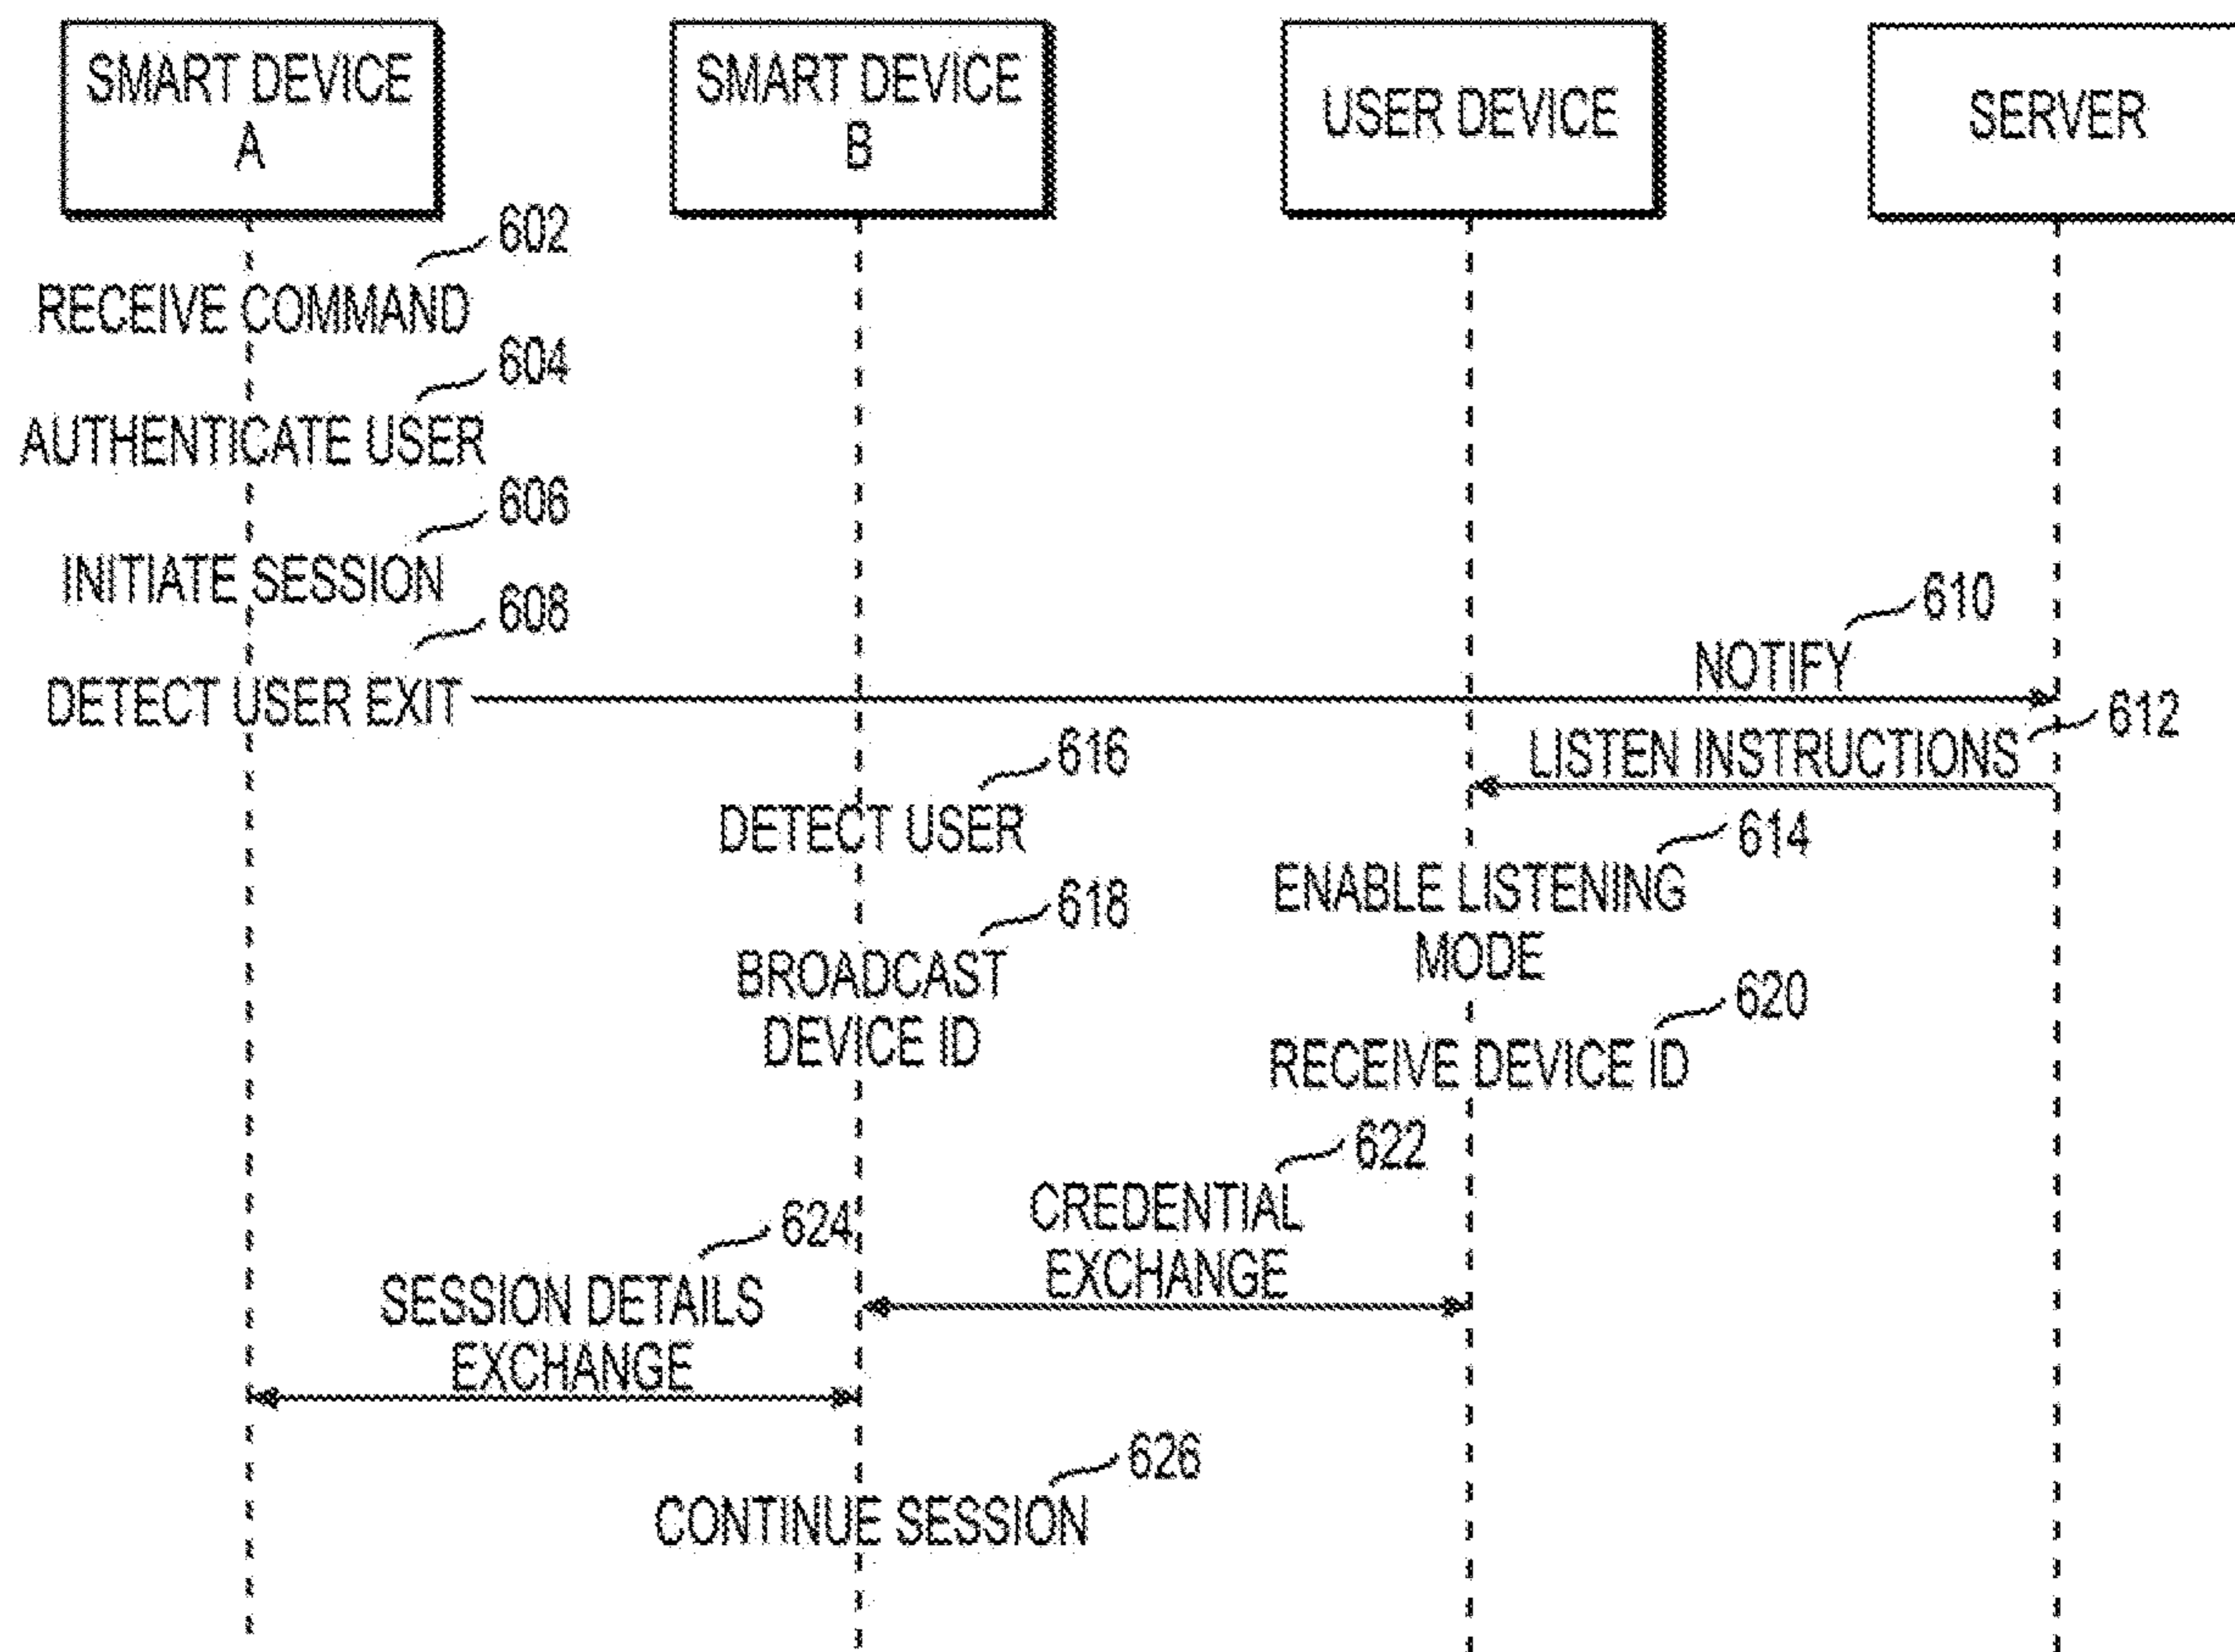 SMART DEVICE
A
SMART DEVICE
B
USER DEVICE
SERVER
602
RECEIVE COMMAND
604
AUTHENTICATE USER
606
INITIATE SESSION
608
DETECT USER EXIT
610
NOTIFY
612
LISTEN INSTRUCTIONS
616
DETECT USER
614
ENABLE LISTENING
MODE
618
BROADCAST
DEVICE ID
620
RECEIVE DEVICE ID
622
CREDENTIAL
EXCHANGE
624
SESSION DETAILS
EXCHANGE
626
CONTINUE SESSION